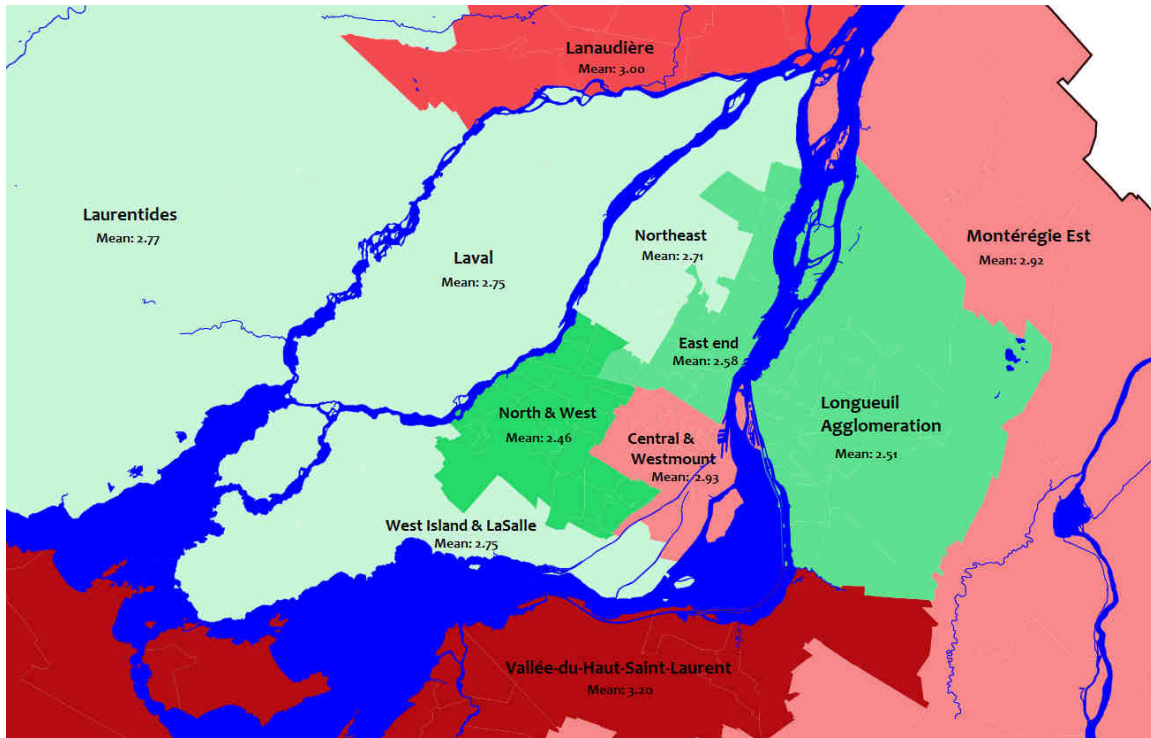 Lanaudière
Mean: 3.00
Laurentides
Mean: 2.77
Laval
Mean: 2.75
Northeast
Mean: 2.71
Montérégie Est
Mean: 2.92
East end
Mean: 2.58
North & West
Mean: 2.46
Central &
Westmount
Mean: 2.93
Longueuil
Agglomeration
Mean: 2.51
West Island & LaSalle
Mean: 2.75
Vallée-du-Haut-Saint-Laurent
Mean: 3.20